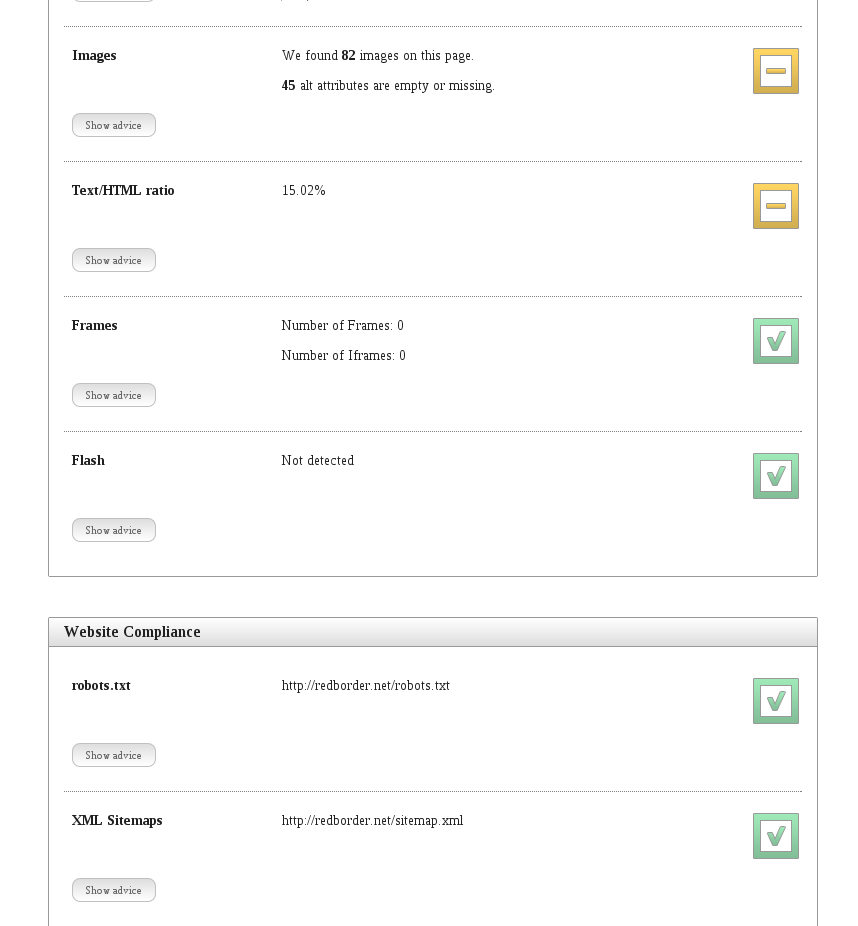 Images
We found 82 images on this page.
45 alt attributes are empty or missing.
Show advice
Text/HTML ratio
15.02%
Show advice
Frames
Number of Frames: 0
Number of Iframes: 0
Show advice
Flash
Not detected
Show advice
Website Compliance
robots.txt
http://redborder.net/robots.txt
Show advice
XML Sitemaps
http://redborder.net/sitemap.xml
Show advice